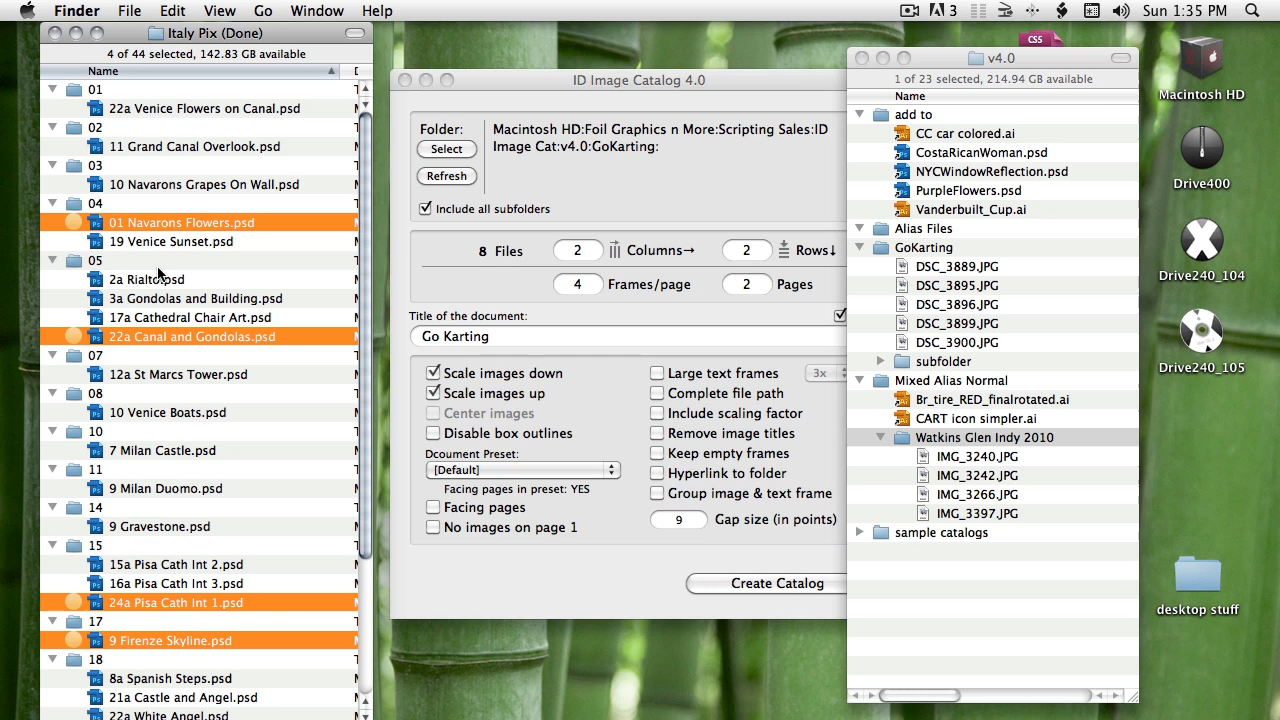 Finder File Edit View Go Window Help
3
Sun 1:35 PM
Italy Pix (Done)
4 of 44 selected, 142.83 GB available
Name
01
22a Venice Flowers on Canal.psd
02
11 Grand Canal Overlook.psd
03
10 Navarons Grapes On Wall.psd
04
01 Navarons Flowers.psd
19 Venice Sunset.psd
05
2a Rialto.psd
3a Gondolas and Building.psd
17a Cathedral Chair Art.psd
22a Canal and Gondolas.psd
07
12a St Marcs Tower.psd
08
10 Venice Boats.psd
10
7 Milan Castle.psd
11
9 Milan Duomo.psd
14
9 Gravestone.psd
15
15a Pisa Cath Int 2.psd
16a Pisa Cath Int 3.psd
24a Pisa Cath Int 1.psd
17
9 Firenze Skyline.psd
18
8a Spanish Steps.psd
21a Castle and Angel.psd
22a White Angel.psd
ID Image Catalog 4.0
Folder:
Select
Refresh
Macintosh HD:Foil Graphics n More:Scripting Sales:ID
Image Cat:v4.0:GoKarting:
Include all subfolders
8 Files 2 Columns→ 2 Rows↓
4 Frames/page 2 Pages
Title of the document:
Go Karting
Scale images down
Scale images up
Center images
Disable box outlines
Document Preset:
[Default]
Facing pages in preset: YES
Facing pages
No images on page 1
Large text frames 3x
Complete file path
Include scaling factor
Remove image titles
Keep empty frames
Hyperlink to folder
Group image & text frame
9 Gap size (in points)
Create Catalog
CS5
v4.0
1 of 23 selected, 214.94 GB available
Name
add to
CC car colored.ai
CostaRicanWoman.psd
NYCWindowReflection.psd
PurpleFlowers.psd
Vanderbuilt_Cup.ai
Alias Files
GoKarting
DSC_3889.JPG
DSC_3895.JPG
DSC_3896.JPG
DSC_3899.JPG
DSC_3900.JPG
subfolder
Mixed Alias Normal
Br_tire_RED_finalrotated.ai
CART icon simpler.ai
Watkins Glen Indy 2010
IMG_3240.JPG
IMG_3242.JPG
IMG_3266.JPG
IMG_3397.JPG
sample catalogs
Macintosh HD
Drive400
Drive240_104
Drive240_105
desktop stuff